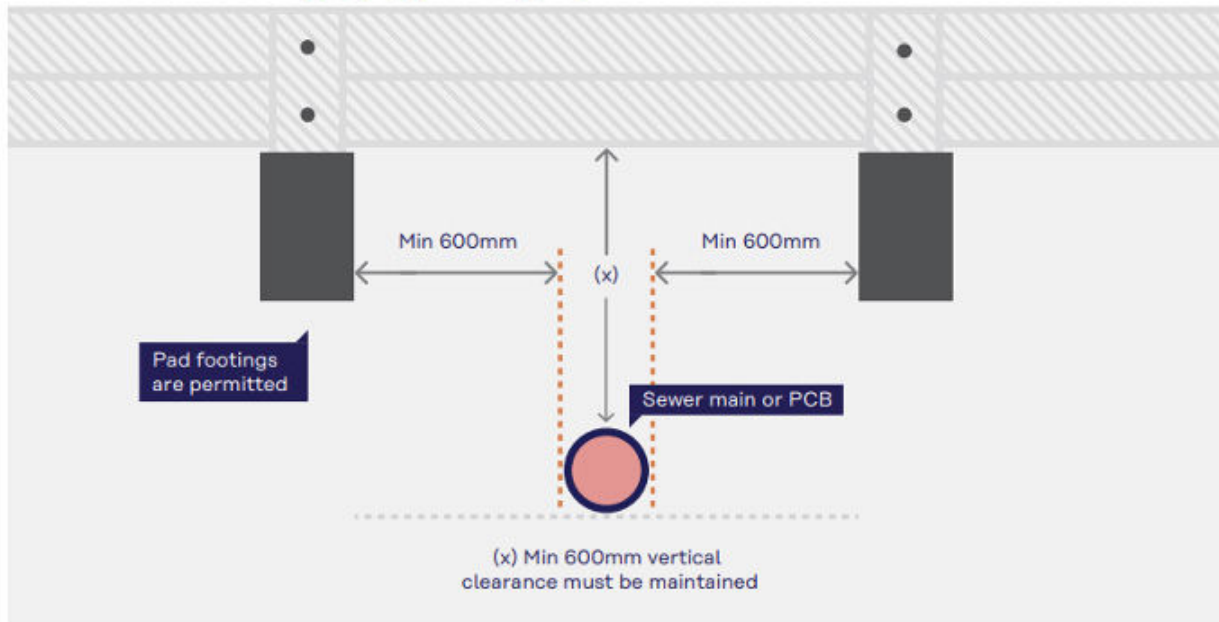 Min 600mm
Min 600mm
(x)
Pad footings
are permitted
Sewer main or PCB
(x) Min 600mm vertical
clearance must be maintained